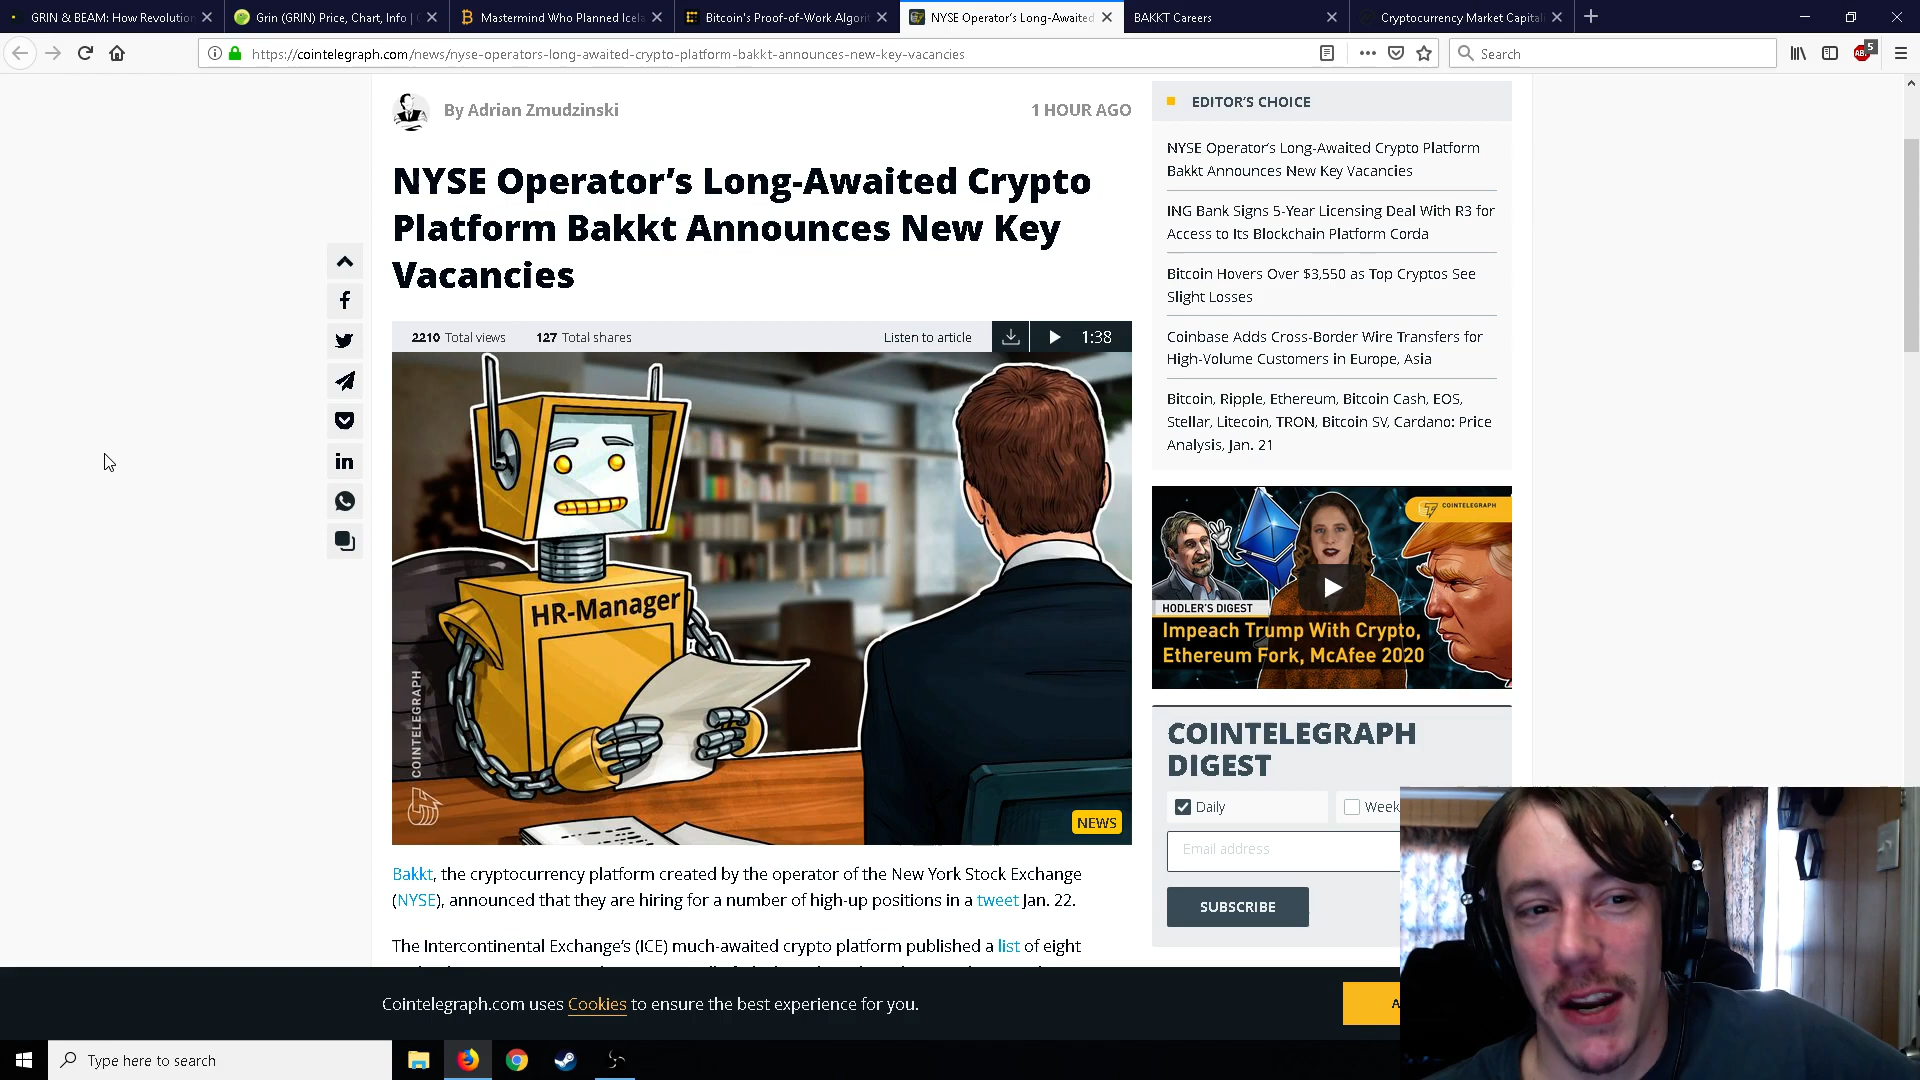 GRIN & BEAM: How Revolution
Grin (GRIN) Price, Chart, Info |
Mastermind Who Planned Icela
Bitcoin's Proof-of-Work Algori
NYSE Operator's Long-Awaited
BAKKT Careers
Cryptocurrency Market Capitali
https://cointelegraph.com/news/nyse-operators-long-awaited-crypto-platform-bakkt-announces-new-key-vacancies
Search
5
By Adrian Zmudzinski
1 HOUR AGO
NYSE Operator’s Long-Awaited Crypto
Platform Bakkt Announces New Key
Vacancies
2210 Total views
127 Total shares
Listen to article
1:38
HR-Manager
COINTELEGRAPH
NEWS
Bakkt, the cryptocurrency platform created by the operator of the New York Stock Exchange
(NYSE), announced that they are hiring for a number of high-up positions in a tweet Jan. 22.
The Intercontinental Exchange’s (ICE) much-awaited crypto platform published a list of eight
EDITOR’S CHOICE
NYSE Operator’s Long-Awaited Crypto Platform
Bakkt Announces New Key Vacancies
ING Bank Signs 5-Year Licensing Deal With R3 for
Access to Its Blockchain Platform Corda
Bitcoin Hovers Over $3,550 as Top Cryptos See
Slight Losses
Coinbase Adds Cross-Border Wire Transfers for
High-Volume Customers in Europe, Asia
Bitcoin, Ripple, Ethereum, Bitcoin Cash, EOS,
Stellar, Litecoin, TRON, Bitcoin SV, Cardano: Price
Analysis, Jan. 21
COINTELEGRAPH
HODLER'S DIGEST
Impeach Trump With Crypto,
Ethereum Fork, McAfee 2020
COINTELEGRAPH
DIGEST
Daily
Week
Email address
SUBSCRIBE
Cointelegraph.com uses Cookies to ensure the best experience for you.
A
Type here to search